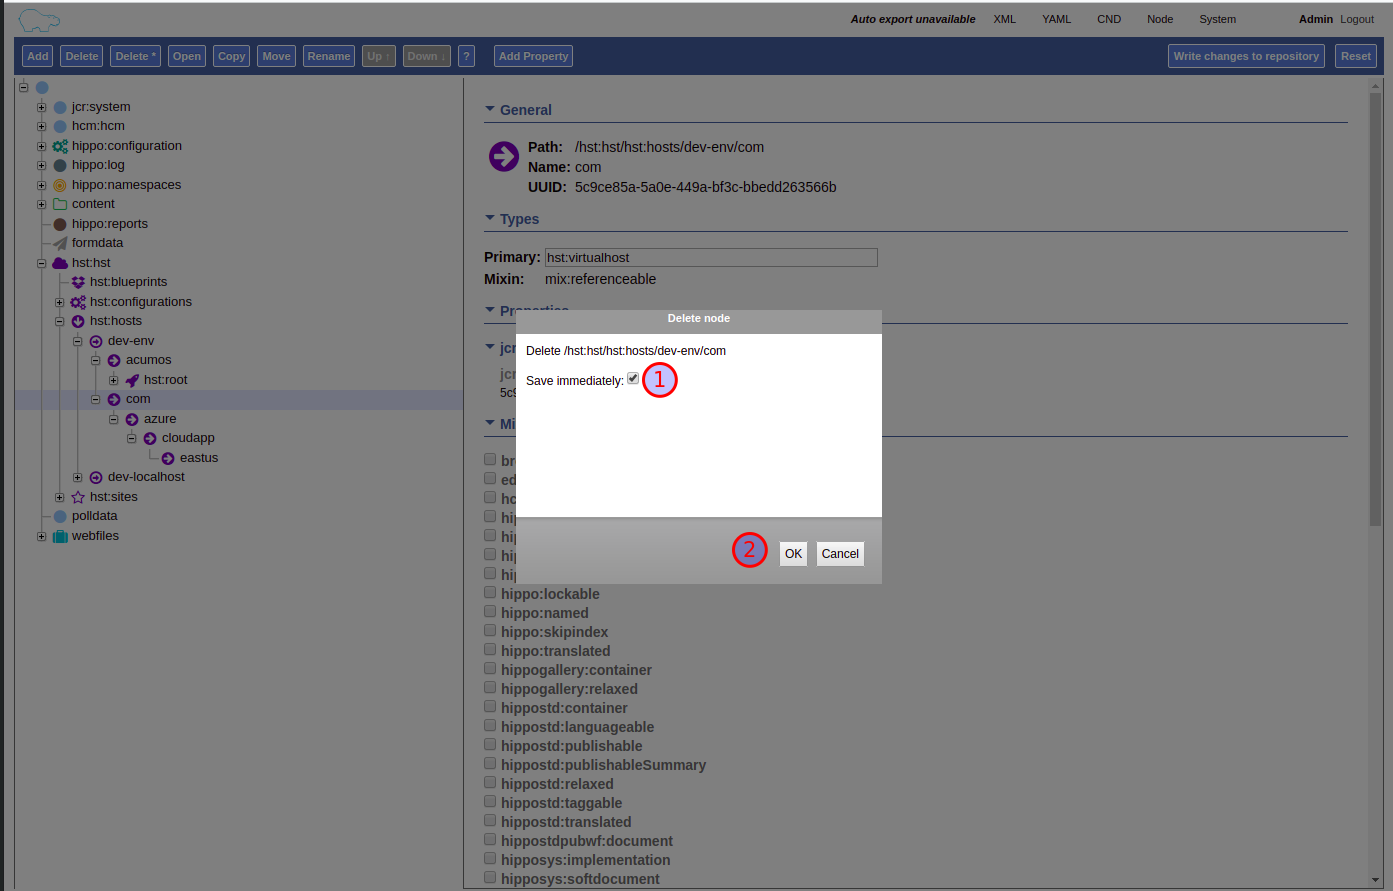 Auto export unavailable XML YAML CND Node System Admin Logout
Add Delete Delete * Open Copy Move Rename Up ↑ Down ↓ ? Add Property Write changes to repository Reset
jcr:system
hcm:hcm
hippo:configuration
hippo:log
hippo:namespaces
content
hippo:reports
formdata
hst:hst
hst:blueprints
hst:configurations
hst:hosts
dev-env
acumos
hst:root
com
azure
cloudapp
eastus
dev-localhost
hst:sites
polldata
webfiles
General
Path: /hst:hst/hst:hosts/dev-env/com
Name: com
UUID: 5c9ce85a-5a0e-449a-bf3c-bbedd263566b
Types
Primary: hst:virtualhost
Mixin: mix:referenceable
Properties
jcr
jcr
5c9
Mi
br
ed
hc
hip
hip
hip
hip
Delete node
Delete /hst:hst/hst:hosts/dev-env/com
Save immediately: 1
2 OK Cancel
hippo:lockable
hippo:named
hippo:skipindex
hippo:translated
hippogallery:container
hippogallery:relaxed
hippostd:container
hippostd:languageable
hippostd:publishable
hippostd:publishableSummary
hippostd:relaxed
hippostd:taggable
hippostd:translated
hippostdpubwf:document
hipposys:implementation
hipposys:softdocument